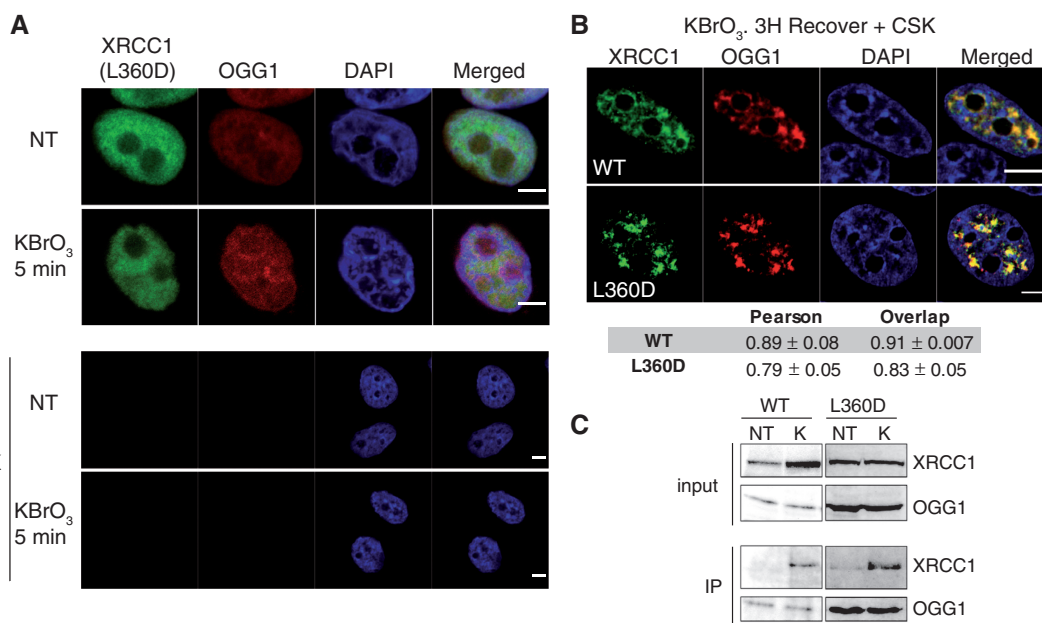 A
XRCC1
(L360D)
OGG1
DAPI
Merged
NT
KBrO₃
5 min
NT
KBrO₃
5 min
B
KBrO₃. 3H Recover + CSK
XRCC1
OGG1
DAPI
Merged
WT
L360D
Pearson
Overlap
WT
0.89 ± 0.08
0.91 ± 0.007
L360D
0.79 ± 0.05
0.83 ± 0.05
C
WT
L360D
NT
K
NT
K
input
XRCC1
OGG1
IP
XRCC1
OGG1